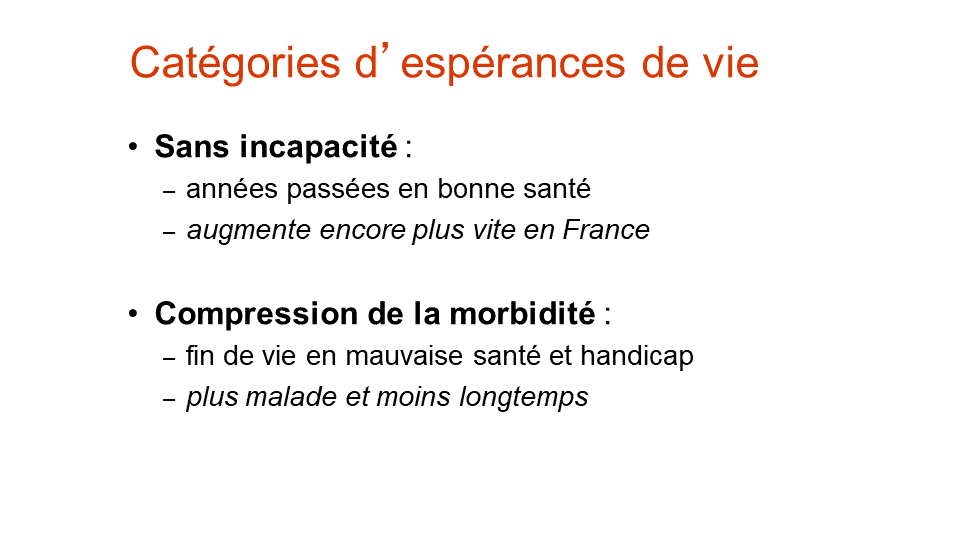 Catégories d’ espérances de vie
• Sans incapacité :
– années passées en bonne santé
– augmente encore plus vite en France
• Compression de la morbidité :
– fin de vie en mauvaise santé et handicap
– plus malade et moins longtemps